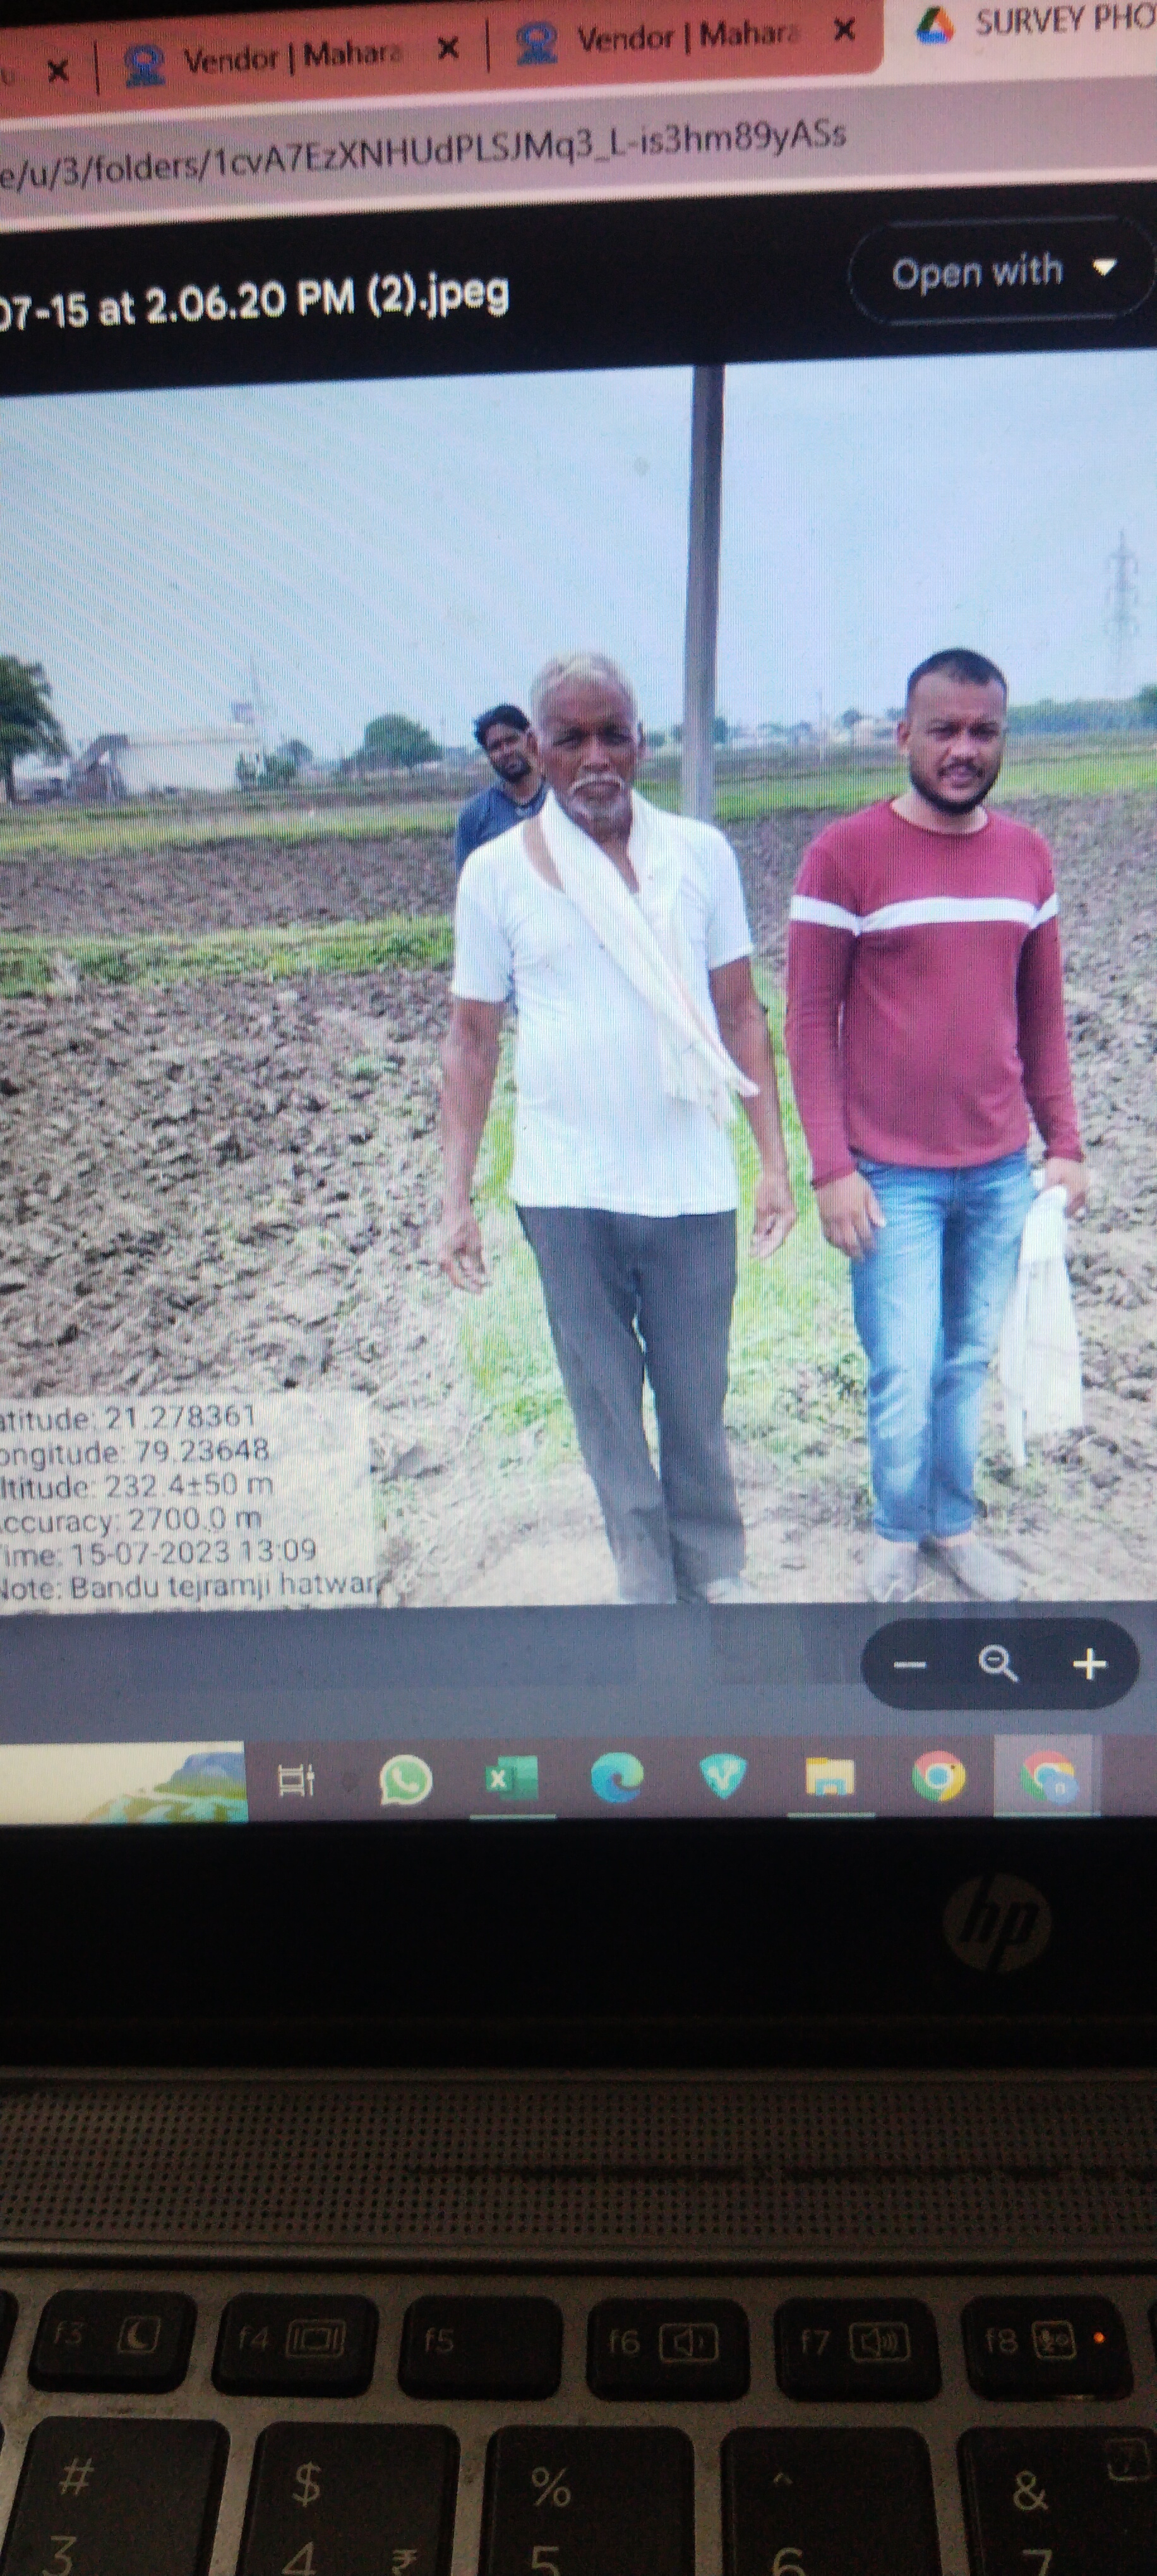 Vendor | Mahara
Vendor | Mahara
SURVEY PHO
e/u/3/folders/1cvA7EzXNHUdPLSJMq3_L-is3hm89yASs
07-15 at 2.06.20 PM (2).jpeg
Open with
atitude: 21.278361
ongitude: 79.23648
ltitude: 232.4±50 m
ccuracy: 2700.0 m
ime: 15-07-2023 13:09
Note: Bandu tejramji hatwar
hp
f3
f4
f5
f6
f7
f8
# $ % ^ &
3 4 ₹ 5 6 7